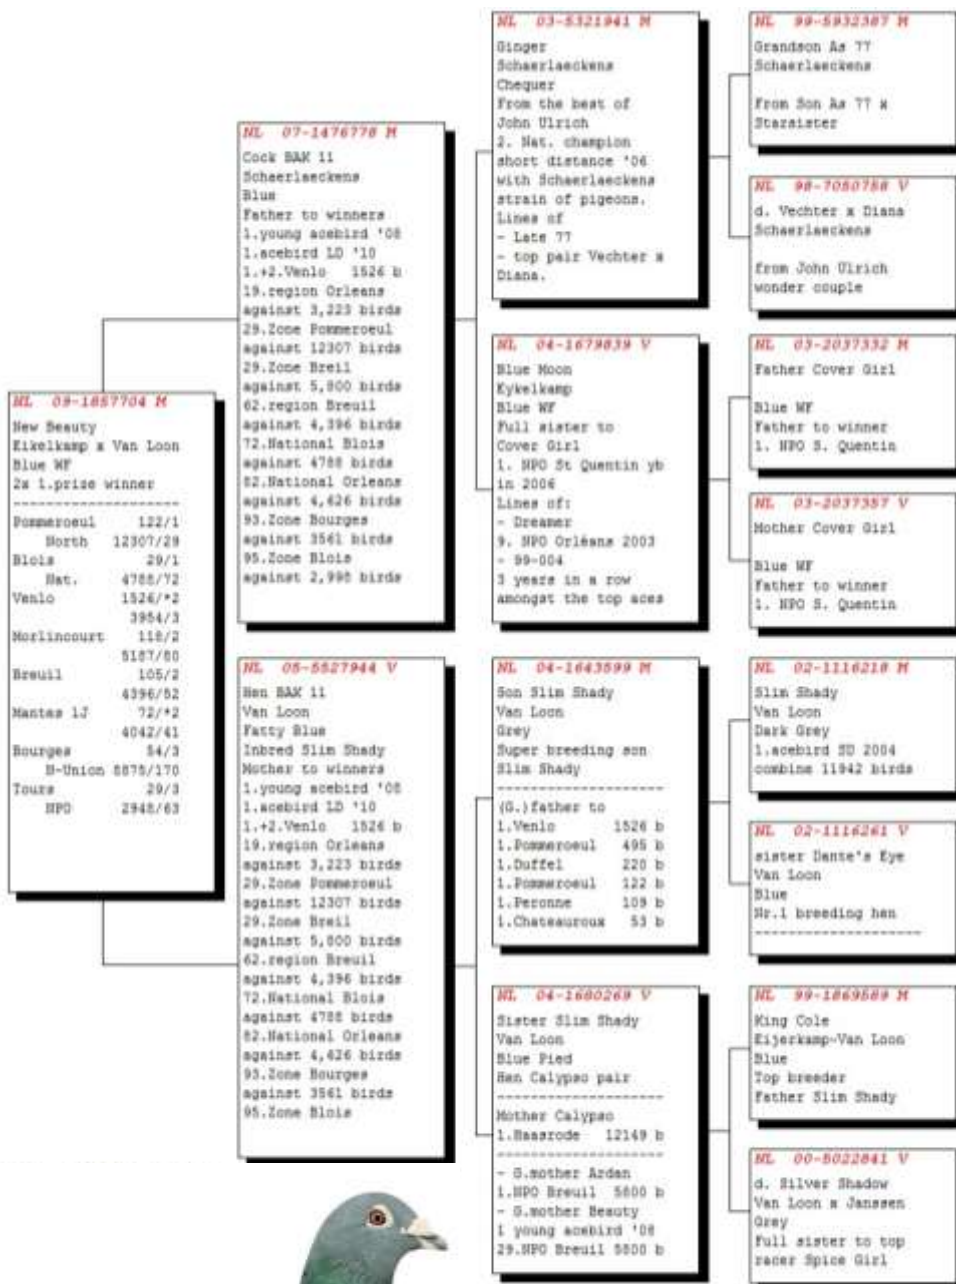 NL 09-1857704 M
New Beauty
Eikelkamp x Van Loon
Blue WF
2x 1.prize winner
--------------------
Pommeroeul 122/1
North 12307/29
Blois 29/1
Nat. 4788/72
Venlo 1526/*2
3954/3
Morlincourt 118/2
5187/80
Breuil 105/2
4396/52
Mantes lJ 72/*2
4042/41
Bourges 54/3
N-Union 8875/170
Tours 29/3
NPO 2948/63
NL 07-1476778 M
Cock BAK 11
Schaerlaeckens
Blue
Father to winners
1.young acebird '08
1.acebird LD '10
1.+2.Venlo 1526 b
19.region Orleans
against 3,223 birds
29.Zone Pommeroeul
against 12307 birds
29.Zone Breil
against 5,800 birds
62.region Breuil
against 4,396 birds
72.National Blois
against 4788 birds
82.National Orleans
against 4,626 birds
93.Zone Bourges
against 3561 birds
95.Zone Blois
against 2,998 birds
NL 05-5527944 V
Hen BAK 11
Van Loon
Fatty Blue
Inbred Slim Shady
Mother to winners
1.young acebird '08
1.acebird LD '10
1.+2.Venlo 1526 b
19.region Orleans
against 3,223 birds
29.Zone Pommeroeul
against 12307 birds
29.Zone Breil
against 5,800 birds
62.region Breuil
against 4,396 birds
72.National Blois
against 4788 birds
82.National Orleans
against 4,626 birds
93.Zone Bourges
against 3561 birds
95.Zone Blois
NL 03-5321941 M
Ginger
Schaerlaeckens
Chequer
From the best of
John Ulrich
2. Nat. champion
short distance '06
with Schaerlaeckens
strain of pigeons.
Lines of
- Late 77
- top pair Vechter x
Diana.
NL 04-1679839 V
Blue Moon
Kykelkamp
Blue WF
Full sister to
Cover Girl
1. NPO St Quentin yb
in 2006
Lines of:
- Dreamer
9. NPO Orléans 2003
- 99-004
3 years in a row
amongst the top aces
NL 04-1643599 M
Son Slim Shady
Van Loon
Grey
Super breeding son
Slim Shady
--------------------
(G.)father to
1.Venlo 1526 b
1.Pommeroeul 495 b
1.Duffel 220 b
1.Pommeroeul 122 b
1.Peronne 109 b
1.Chateauroux 53 b
NL 04-1680269 V
Sister Slim Shady
Van Loon
Blue Pied
Hen Calypso pair
--------------------
Mother Calypso
1.Haasrode 12149 b
--------------------
- G.mother Ardan
1.NPO Breuil 5800 b
- G.mother Beauty
1 young acebird '08
29.NPO Breuil 5800 b
NL 99-5932387 M
Grandson As 77
Schaerlaeckens
From Son As 77 x
Starsister
NL 98-7050758 V
d. Vechter x Diana
Schaerlaeckens
from John Ulrich
wonder couple
NL 03-2037332 M
Father Cover Girl
Blue WF
Father to winner
1. NPO S. Quentin
NL 03-2037357 V
Mother Cover Girl
Blue WF
Father to winner
1. NPO S. Quentin
NL 02-1116218 M
Slim Shady
Van Loon
Dark Grey
1.acebird SD 2004
combine 11942 birds
NL 02-1116261 V
sister Dante's Eye
Van Loon
Blue
Nr.1 breeding hen
--------------------
NL 99-1869589 M
King Cole
Eijerkamp-Van Loon
Blue
Top breeder
Father Slim Shady
NL 00-5022841 V
d. Silver Shadow
Van Loon x Janssen
Grey
Full sister to top
racer Spice Girl